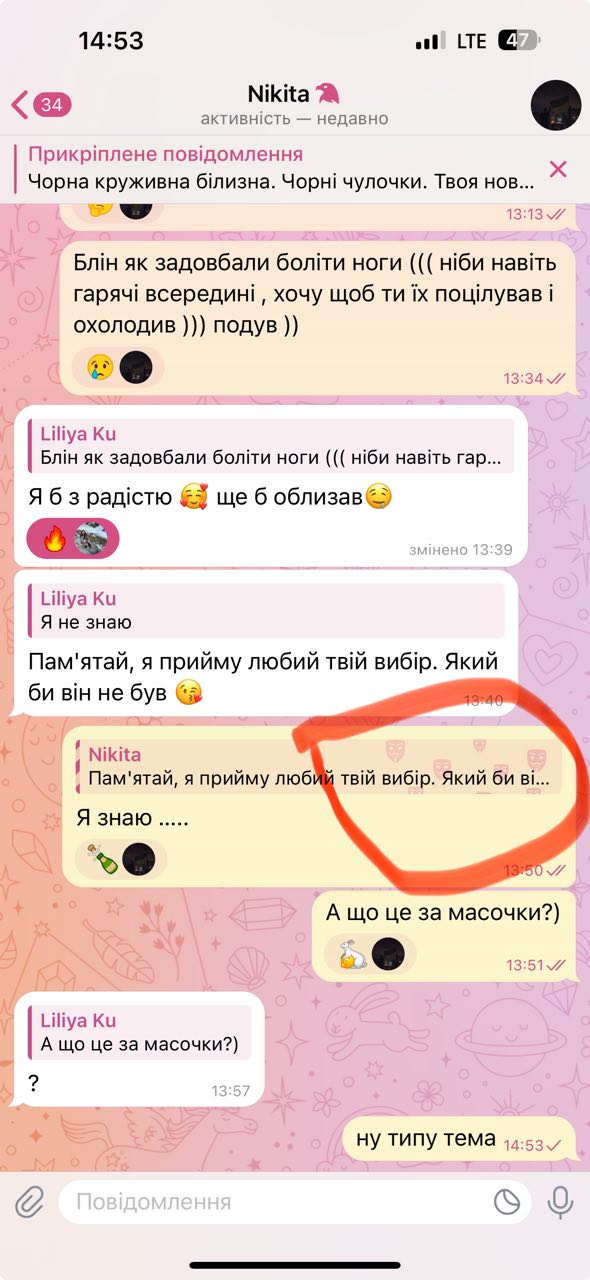 14:53
LTE
47
34
Nikita
активність — недавно
Прикріплене повідомлення
Чорна круживна білизна. Чорні чулочки. Твоя нов...
13:13
Блін як задовбали боліти ноги ((( ніби навіть
гарячі всередині , хочу щоб ти їх поцілував і
охолодив ))) подув ))
13:34
Liliya Ku
Блін як задовбали боліти ноги ((( ніби навіть гар...
Я б з радістю 🥰 ще б облизав🤤
змінено 13:39
Liliya Ku
Я не знаю
Пам'ятай, я прийму любий твій вибір. Який
би він не був 😘
13:40
Nikita
Пам'ятай, я прийму любий твій вибір. Який би ві...
Я знаю .....
13:50
А що це за масочки?)
13:51
Liliya Ku
А що це за масочки?)
?
13:57
ну типу тема
14:53
Повідомлення